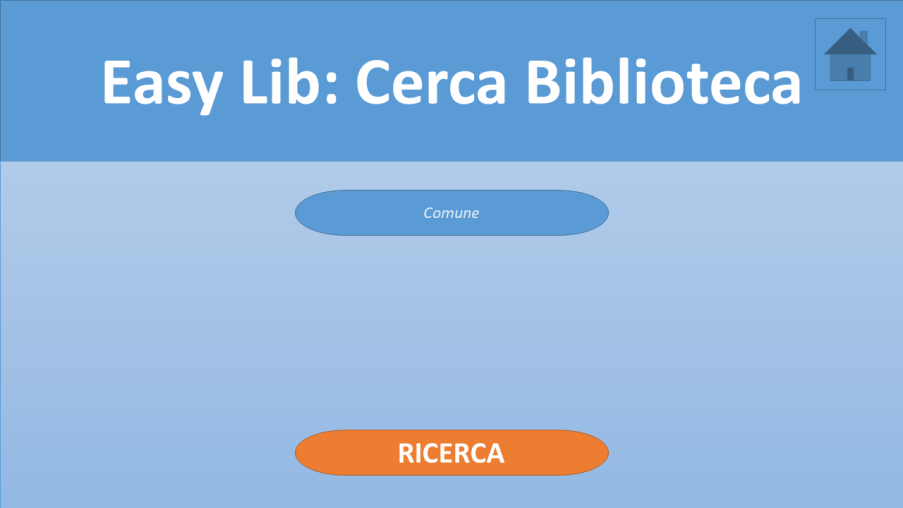 Easy Lib: Cerca Biblioteca
Comune
RICERCA